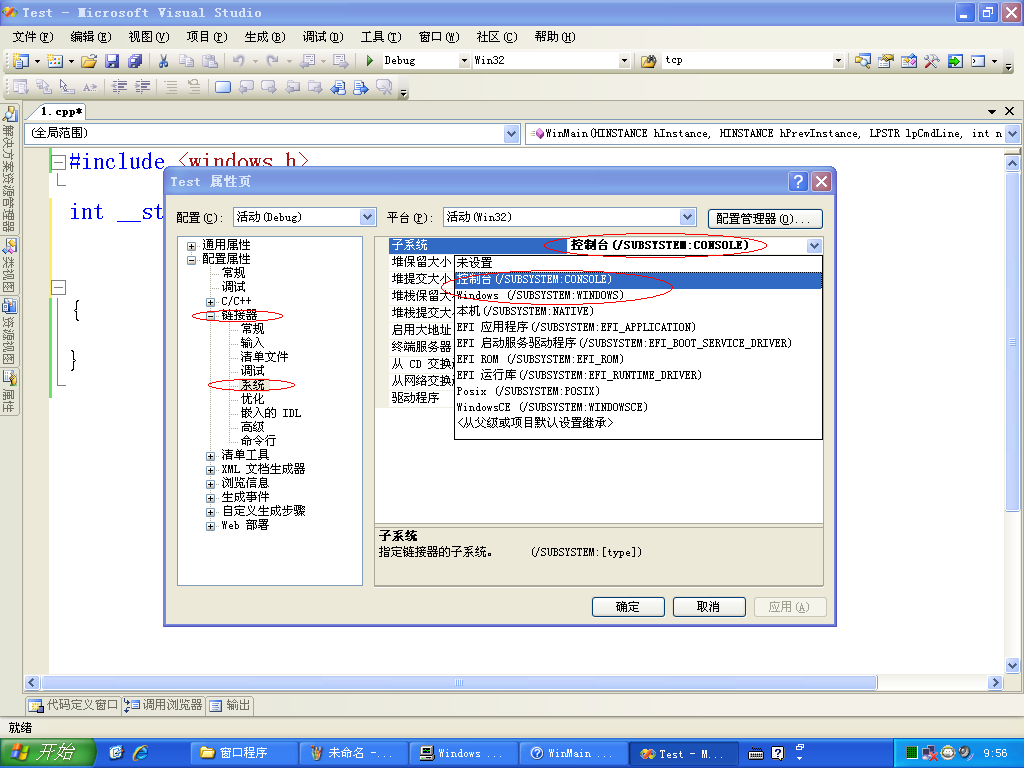 Test - Microsoft Visual Studio
文件(F) 编辑(E) 视图(V) 项目(P) 生成(B) 调试(D) 工具(T) 窗口(W) 社区(C) 帮助(H)
Debug Win32 tcp
1.cpp*
(全局范围) WinMain(HINSTANCE hInstance, HINSTANCE hPrevInstance, LPSTR lpCmdLine, int n
解决方案资源管理器
类视图
资源视图
属性
#include <windows.h>
int __st
{
}
Test 属性页
配置(C): 活动(Debug) 平台(P): 活动(Win32) 配置管理器(O)...
通用属性
配置属性
常规
调试
C/C++
链接器
常规
输入
清单文件
调试
系统
优化
嵌入的 IDL
高级
命令行
清单工具
XML 文档生成器
浏览信息
生成事件
自定义生成步骤
Web 部署
子系统 控制台(/SUBSYSTEM:CONSOLE)
堆保留大小
堆提交大小
堆栈保留大
堆栈提交大
启用大地址
终端服务器
从 CD 交换
从网络交换
驱动程序
未设置
控制台(/SUBSYSTEM:CONSOLE)
Windows (/SUBSYSTEM:WINDOWS)
本机(/SUBSYSTEM:NATIVE)
EFI 应用程序(/SUBSYSTEM:EFI_APPLICATION)
EFI 启动服务驱动程序(/SUBSYSTEM:EFI_BOOT_SERVICE_DRIVER)
EFI ROM (/SUBSYSTEM:EFI_ROM)
EFI 运行库(/SUBSYSTEM:EFI_RUNTIME_DRIVER)
Posix (/SUBSYSTEM:POSIX)
WindowsCE (/SUBSYSTEM:WINDOWSCE)
<从父级或项目默认设置继承>
子系统
指定链接器的子系统。 (/SUBSYSTEM:[type])
确定 取消 应用(A)
代码定义窗口 调用浏览器 输出
就绪
开始 窗口程序 未命名 -... Windows ... WinMain ... Test - M... 9:56